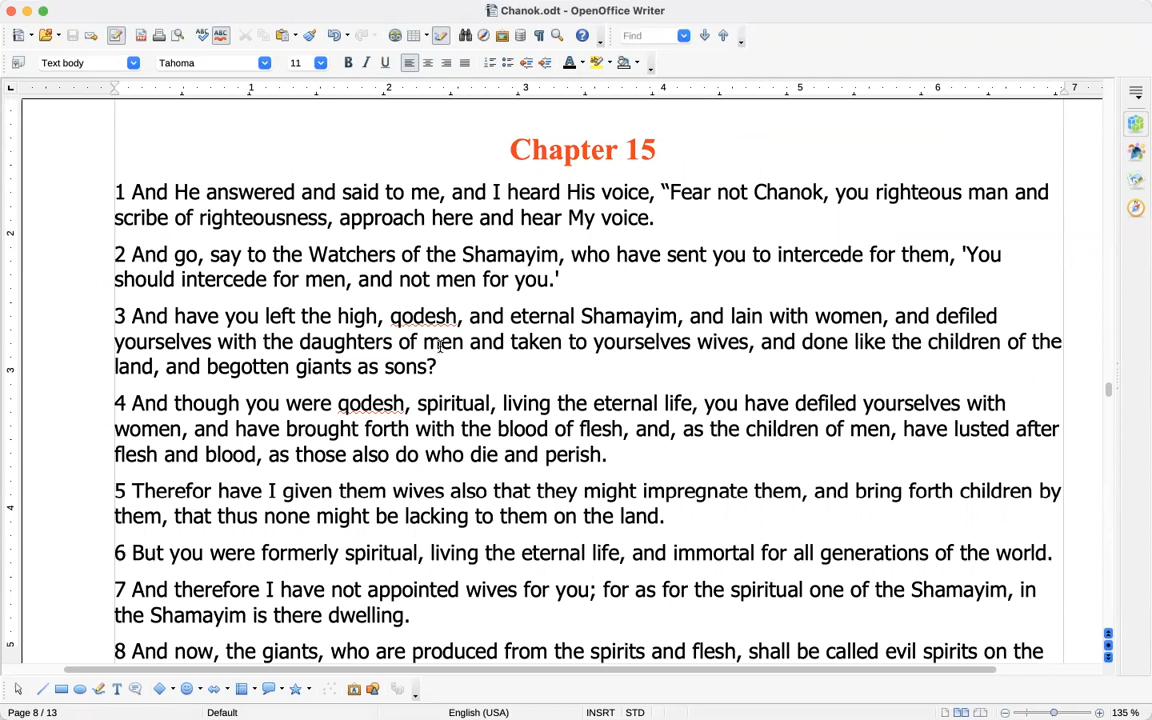 Chanok.odt - OpenOffice Writer
Find
Text body
Tahoma
11
B I U
1 2 3 4 5 6 7
Chapter 15
1 And He answered and said to me, and I heard His voice, “Fear not Chanok, you righteous man and
scribe of righteousness, approach here and hear My voice.
2 And go, say to the Watchers of the Shamayim, who have sent you to intercede for them, 'You
should intercede for men, and not men for you.'
3 And have you left the high, qodesh, and eternal Shamayim, and lain with women, and defiled
yourselves with the daughters of men and taken to yourselves wives, and done like the children of the
land, and begotten giants as sons?
4 And though you were qodesh, spiritual, living the eternal life, you have defiled yourselves with
women, and have brought forth with the blood of flesh, and, as the children of men, have lusted after
flesh and blood, as those also do who die and perish.
5 Therefor have I given them wives also that they might impregnate them, and bring forth children by
them, that thus none might be lacking to them on the land.
6 But you were formerly spiritual, living the eternal life, and immortal for all generations of the world.
7 And therefore I have not appointed wives for you; for as for the spiritual one of the Shamayim, in
the Shamayim is there dwelling.
8 And now, the giants, who are produced from the spirits and flesh, shall be called evil spirits on the
2
3
4
5
Page 8 / 13
Default
English (USA)
INSRT
STD
135 %